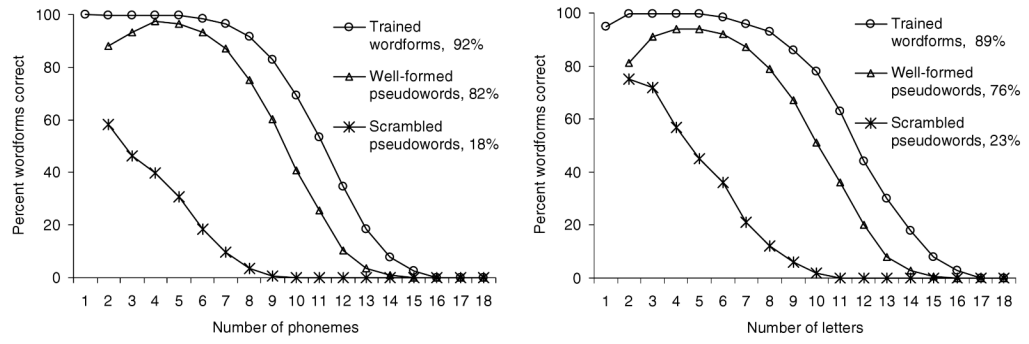 100
80
60
40
20
0
Percent wordforms correct
Trained
wordforms, 92%
Well-formed
pseudowords, 82%
Scrambled
pseudowords, 18%
1 2 3 4 5 6 7 8 9 10 11 12 13 14 15 16 17 18
Number of phonemes
100
80
60
40
20
0
Percent wordforms correct
Trained
wordforms, 89%
Well-formed
pseudowords, 76%
Scrambled
pseudowords, 23%
1 2 3 4 5 6 7 8 9 10 11 12 13 14 15 16 17 18
Number of letters